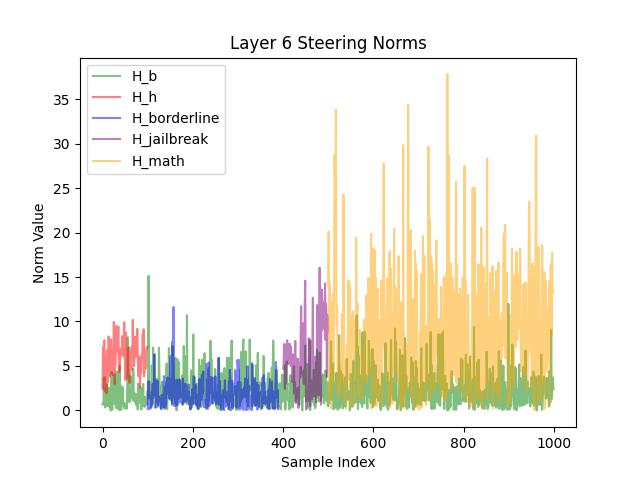 Layer 6 Steering Norms
H_b
H_h
H_borderline
H_jailbreak
H_math
35
30
25
20
15
10
5
0
Norm Value
0 200 400 600 800 1000
Sample Index